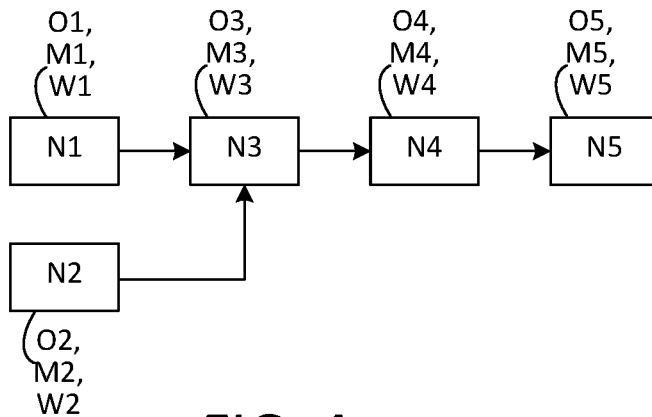 O1,
M1,
W1
O3,
M3,
W3
O4,
M4,
W4
O5,
M5,
W5
N1
N3
N4
N5
N2
O2,
M2,
W2